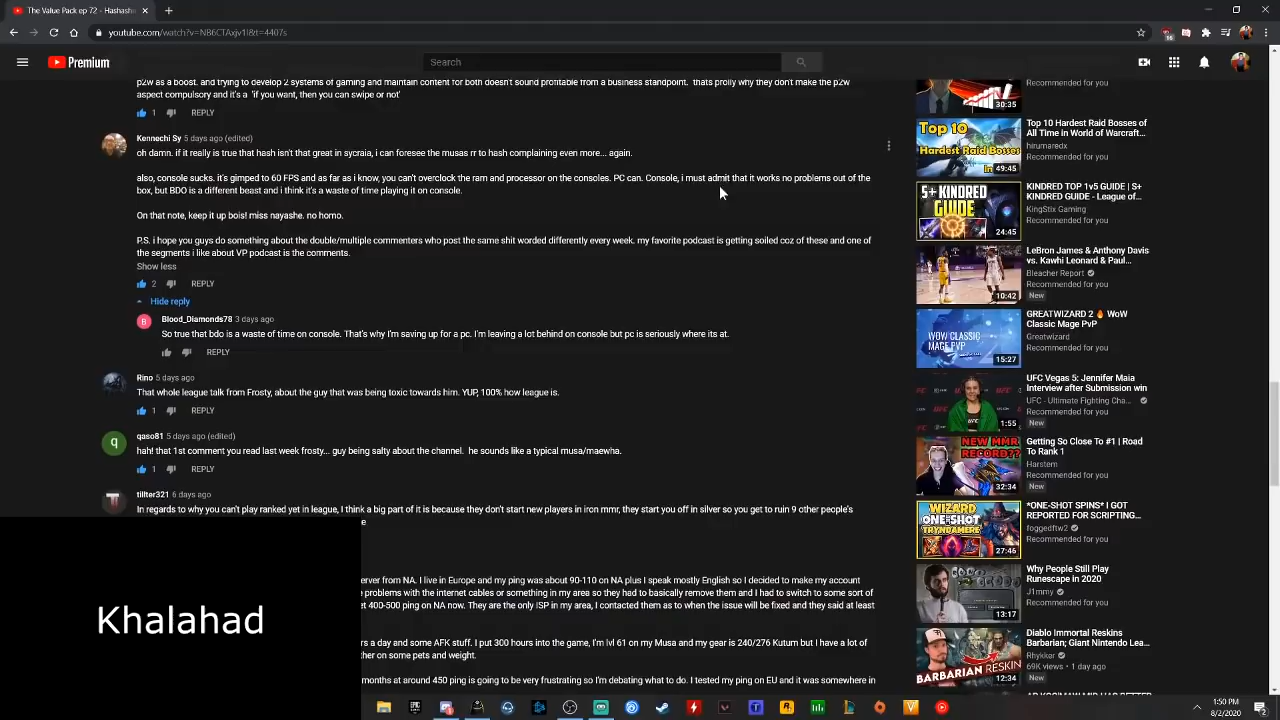 The Value Pack ep 72 - Hashashi
youtube.com/watch?v=NB6CTAxjv1I&t=4407s
Premium
Search
p2w as a boost. and trying to develop 2 systems of gaming and maintain content for both doesn't sound profitable from a business standpoint. thats prolly why they don't make the p2w
aspect compulsory and it's a 'if you want, then you can swipe or not'
1 REPLY
Kennechi Sy 5 days ago (edited)
oh damn. if it really is true that ping isn't that great in sycraia, i can foresee the nurses rr to hash complaining even more... again.
also, console sucks. it's gimped to 60 FPS and as far as i know, you can't overclock the ram and processor on the consoles. PC can. Console, i must admit that it works no problems out of the
box, but BDO is a different beast and i think it's a waste of time playing it on console.
On that note, keep it up bois! miss nayashe. no homo.
P.S. i hope you guys do something about the double/multiple commenters who post the same shit worded differently every week. my favorite podcast is getting soiled coz of these and one of
the segments i like about VP podcast is the comments.
Show less
2 REPLY
Hide reply
B
Blood_Diamonds78 3 days ago
So true that bdo is a waste of time on console. That's why I'm saving up for a pc. I'm leaving a lot behind on console but pc is seriously where its at.
REPLY
Rino 5 days ago
That whole league talk from Frosty, about the guy that was being toxic towards him. YUP, 100% how league is.
1 REPLY
q
qaso81 5 days ago (edited)
hah! that 1st comment you read blood thirsk frosty... guy being salty about the channel.. he sounds like a typical musa/maewha.
1 REPLY
tillter321 6 days ago
In regards to why you can't play ranked yet in league, I think a big part of it is because they don't start new players in iron mmr, they start you off in silver so you get to ruin 9 other people's
e
erver from NA. I live in Europe and my ping was about 90-110 on NA plus I speak mostly English so I decided to make my account
e problems with the internet cables or something in my area so they had to basically remove them and I had to switch to some sort of
et 400-500 ping on NA now. They are the only ISP in my area, I contacted them as to when the issue will be fixed and they said at least
rs a day and some AFK stuff. I put 300 hours into the game, I'm lvl 61 on my Musa and my gear is 240/276 Kutum but I have a lot of
her on some pets and weight.
months at around 450 ping is going to be very frustrating so I'm debating what to do. I tested my ping on EU and it was somewhere in
Khalahad
30:35
Recommended for you
Top 10
Hardest Raid Bosses
In
49:45
Top 10 Hardest Raid Bosses of
All Time in World of Warcraft...
hirumaredx
Recommended for you
S+ KINDRED
GUIDE
24:45
KINDRED TOP 1v5 GUIDE | S+
KINDRED GUIDE - League of...
KingStix Gaming
Recommended for you
10:42
LeBron James & Anthony Davis
vs. Kawhi Leonard & Paul...
Bleacher Report
Recommended for you
New
WOW CLASSIC
MAGE PVP
15:27
GREATWIZARD 2 🔥 WoW
Classic Mage PvP
Greatwizard
Recommended for you
1:55
UFC Vegas 5: Jennifer Maia
Interview after Submission win
UFC - Ultimate Fighting Cha...
Recommended for you
New
NEW MMR
RECORD??
32:34
Getting So Close To #1 | Road
To Rank 1
Harstem
Recommended for you
New
WIZARD
ONE-SHOT
TRYNDAMERE
27:46
*ONE-SHOT SPINS* I GOT
REPORTED FOR SCRIPTING...
foggedftw2
Recommended for you
13:17
Why People Still Play
Runescape in 2020
J1mmy
Recommended for you
BARBARIAN RESKIN
12:34
Diablo Immortal Reskins
Barbarian; Giant Nintendo Lea...
Rhykker
69K views • 1 day ago
New
1:50 PM
8/2/2020
2